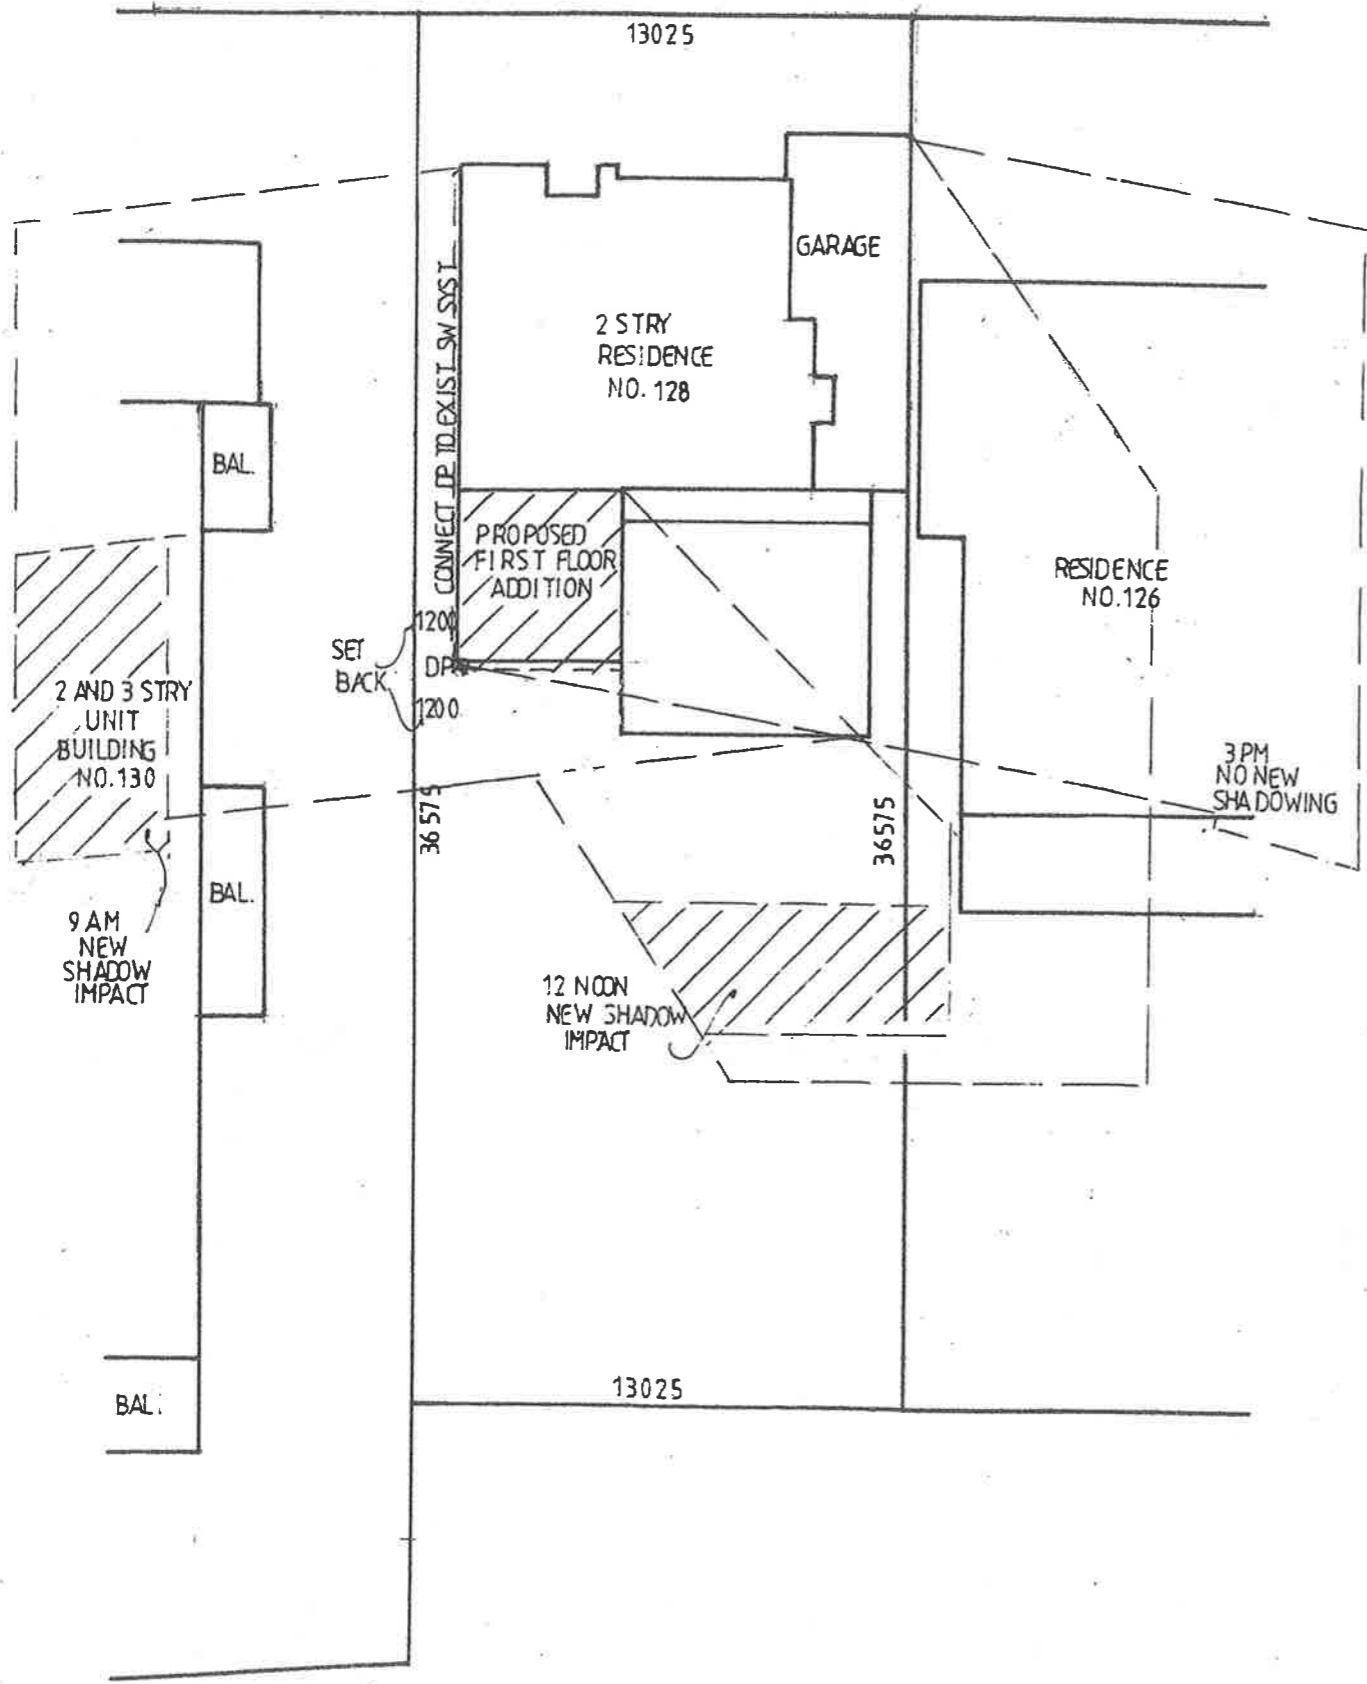 13025
GARAGE
2 STRY
RESIDENCE
NO. 128
CONNECT DP TO EXIST SW SYST
BAL.
PROPOSED
FIRST FLOOR
ADDITION
RESIDENCE
NO.126
1200
SET
BACK
DP
1200
2 AND 3 STRY
UNIT
BUILDING
NO.130
3PM
NO NEW
SHADOWING
36575
36575
BAL.
9 AM
NEW
SHADOW
IMPACT
12 NOON
NEW SHADOW
IMPACT
13025
BAL.